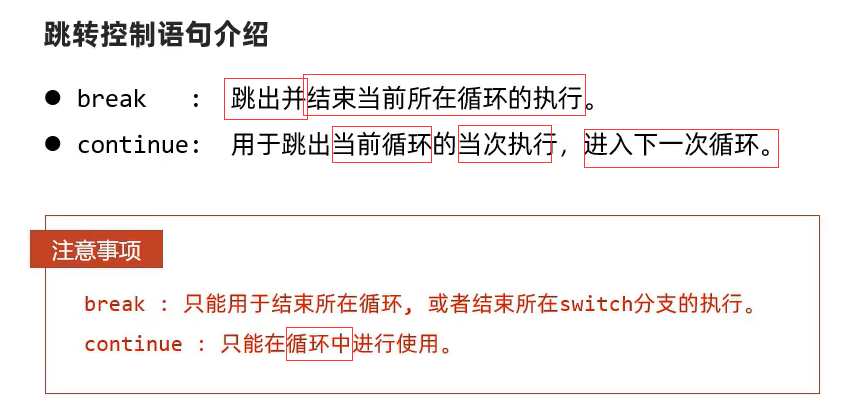 跳转控制语句介绍
● break : 跳出并结束当前所在循环的执行。
● continue: 用于跳出当前循环的当次执行，进入下一次循环。
注意事项
break : 只能用于结束所在循环, 或者结束所在switch分支的执行。
continue : 只能在循环中进行使用。